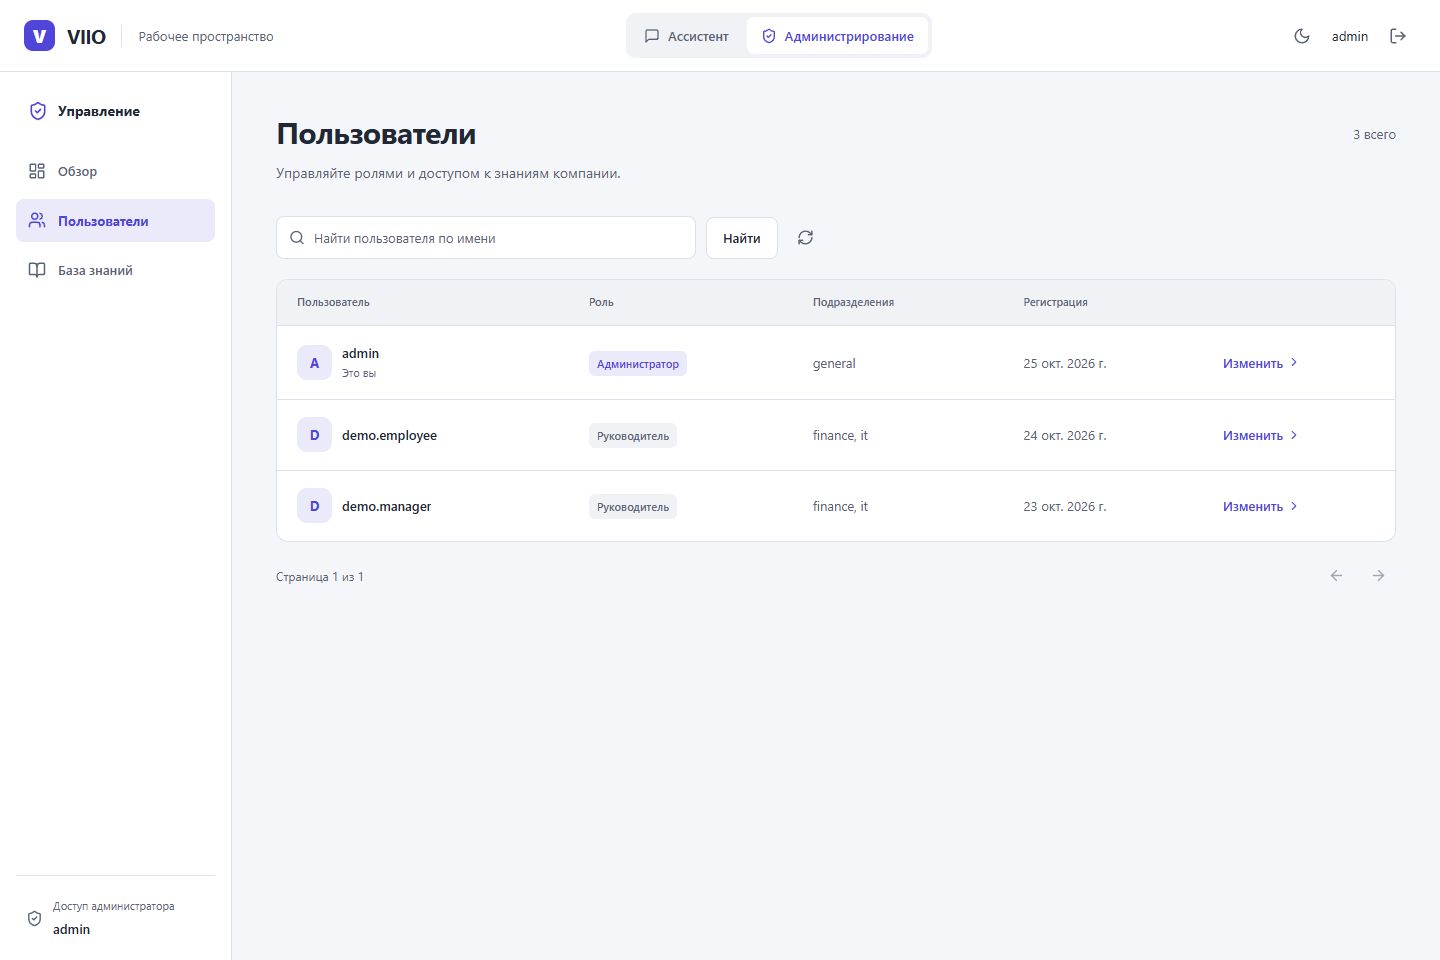 V VIIO Рабочее пространство Ассистент Администрирование admin
Управление
Обзор
Пользователи
База знаний
Доступ администратора
admin
Пользователи 3 всего
Управляйте ролями и доступом к знаниям компании.
Найти пользователя по имени Найти
Пользователь Роль Подразделения Регистрация
A admin Администратор general 25 окт. 2026 г. Изменить
Это вы
D demo.employee Руководитель finance, it 24 окт. 2026 г. Изменить
D demo.manager Руководитель finance, it 23 окт. 2026 г. Изменить
Страница 1 из 1